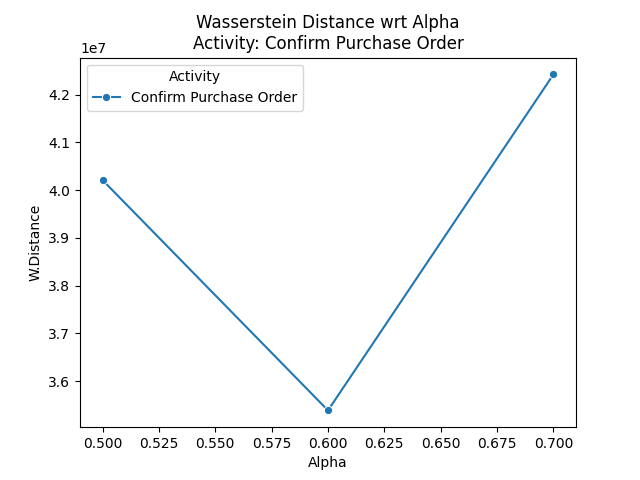 Wasserstein Distance wrt Alpha
Activity: Confirm Purchase Order
1e7
Activity
Confirm Purchase Order
4.2
4.1
4.0
3.9
3.8
3.7
3.6
W.Distance
0.500 0.525 0.550 0.575 0.600 0.625 0.650 0.675 0.700
Alpha